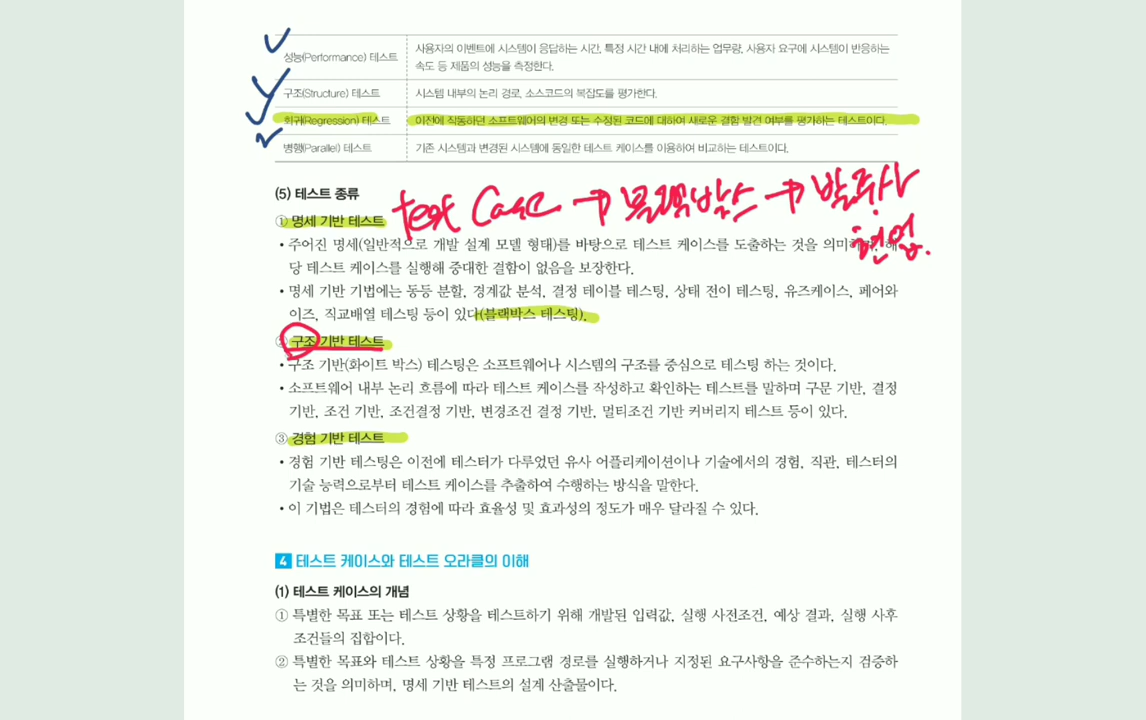 성능(Performance) 테스트
사용자의 이벤트에 시스템이 응답하는 시간, 특정 시간 내에 처리하는 업무량, 사용자 요구에 시스템이 반응하는
속도 등 제품의 성능을 측정한다.
구조(Structure) 테스트
시스템 내부의 논리 경로, 소스코드의 복잡도를 평가한다.
회귀(Regression) 테스트
이전에 작동하던 소프트웨어의 변경 또는 수정된 코드에 대하여 새로운 결함 발견 여부를 평가하는 테스트이다.
병행(Parallel) 테스트
기존 시스템과 변경된 시스템에 동일한 테스트 케이스를 이용하여 비교하는 테스트이다.
(5) 테스트 종류
test Case → 블랙박스 → 발주사
현업.
① 명세 기반 테스트
• 주어진 명세(일반적으로 개발 설계 모델 형태)를 바탕으로 테스트 케이스를 도출하는 것을 의미하 해
당 테스트 케이스를 실행해 중대한 결함이 없음을 보장한다.
• 명세 기반 기법에는 동등 분할, 경계값 분석, 결정 테이블 테스팅, 상태 전이 테스팅, 유즈케이스, 페어와
이즈, 직교배열 테스팅 등이 있다(블랙박스 테스팅).
② 구조 기반 테스트
• 구조 기반(화이트 박스) 테스팅은 소프트웨어나 시스템의 구조를 중심으로 테스팅 하는 것이다.
• 소프트웨어 내부 논리 흐름에 따라 테스트 케이스를 작성하고 확인하는 테스트를 말하며 구문 기반, 결정
기반, 조건 기반, 조건결정 기반, 변경조건 결정 기반, 멀티조건 기반 커버리지 테스트 등이 있다.
③ 경험 기반 테스트
• 경험 기반 테스팅은 이전에 테스터가 다루었던 유사 어플리케이션이나 기술에서의 경험, 직관, 테스터의
기술 능력으로부터 테스트 케이스를 추출하여 수행하는 방식을 말한다.
• 이 기법은 테스터의 경험에 따라 효율성 및 효과성의 정도가 매우 달라질 수 있다.
4 테스트 케이스와 테스트 오라클의 이해
(1) 테스트 케이스의 개념
① 특별한 목표 또는 테스트 상황을 테스트하기 위해 개발된 입력값, 실행 사전조건, 예상 결과, 실행 사후
조건들의 집합이다.
② 특별한 목표와 테스트 상황을 특정 프로그램 경로를 실행하거나 지정된 요구사항을 준수하는지 검증하
는 것을 의미하며, 명세 기반 테스트의 설계 산출물이다.